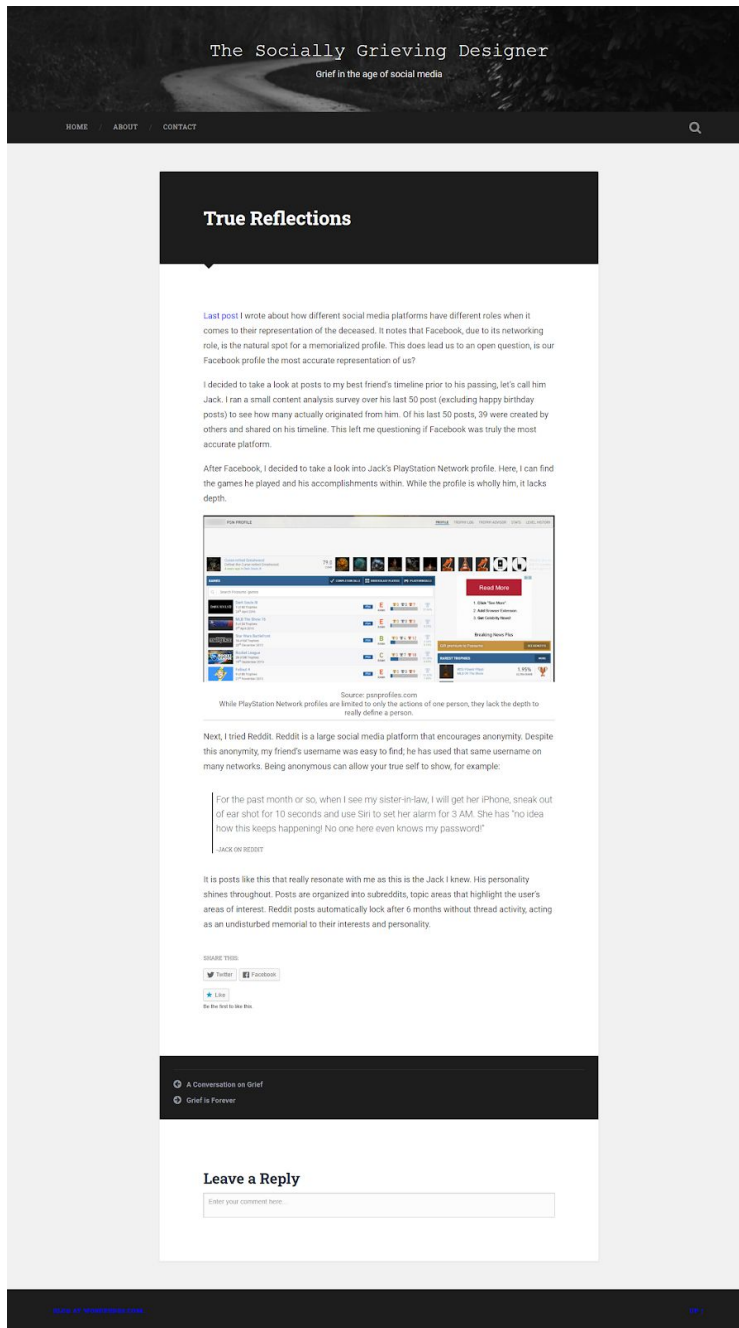 The Socially Grieving Designer
Grief in the age of social media
HOME / ABOUT / CONTACT
True Reflections
Last post I wrote about how different social media platforms have different roles when it
comes to their representation of the deceased. It notes that Facebook, due to its networking
role, is the natural spot for a memorialized profile. This does lead us to an open question, is our
Facebook profile the most accurate representation of us?
I decided to take a look at posts to my best friend's timeline prior to his passing, let's call him
Jack. I ran a small content analysis survey over his last 50 post (excluding happy birthday
posts) to see how many actually originated from him. Of his last 50 posts, 39 were created by
others and shared on his timeline. This left me questioning if Facebook was truly the most
accurate platform.
After Facebook, I decided to take a look into Jack's PlayStation Network profile. Here, I can find
the games he played and his accomplishments within. While the profile is wholly him, it lacks
depth.
PSN PROFILE
PROFILE
GAMES
Read More
Breaking News Play
Source: psnprofiles.com
While PlayStation Network profiles are limited to only the actions of one person, they lack the depth to
really define a person.
Next, I tried Reddit. Reddit is a large social media platform that encourages anonymity. Despite
this anonymity, my friend's username was easy to find; he has used that same username on
many networks. Being anonymous can allow your true self to show, for example:
For the past month or so, when I see my sister-in-law, I will get her iPhone, sneak out
of ear shot for 10 seconds and use Siri to set her alarm for 3 AM. She has "no idea
how this keeps happening! No one here even knows my password!"
-JACK ON REDDIT
It is posts like this that really resonate with me as this is the Jack I knew. His personality
shines throughout. Posts are organized into subreddits, topic areas that highlight the user's
areas of interest. Reddit posts automatically lock after 6 months without thread activity, acting
as an undisturbed memorial to their interests and personality.
SHARE THIS:
Twitter Facebook
Like
Be the first to like this.
A Conversation on Grief
Grief is Forever
Leave a Reply
Enter your comment here...